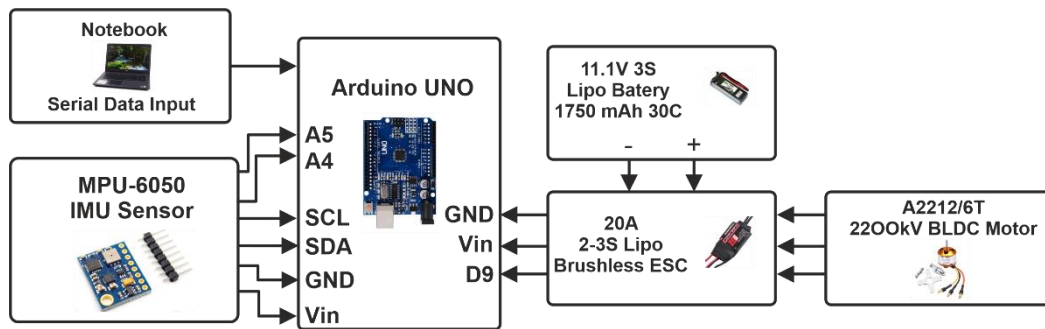 Notebook
Serial Data Input
MPU-6050
IMU Sensor
Arduino UNO
UNO
A5
A4
SCL
SDA
GND
Vin
GND
Vin
D9
11.1V 3S
Lipo Batery
1750 mAh 30C
- +
20A
2-3S Lipo
Brushless ESC
A2212/6T
22OOkV BLDC Motor